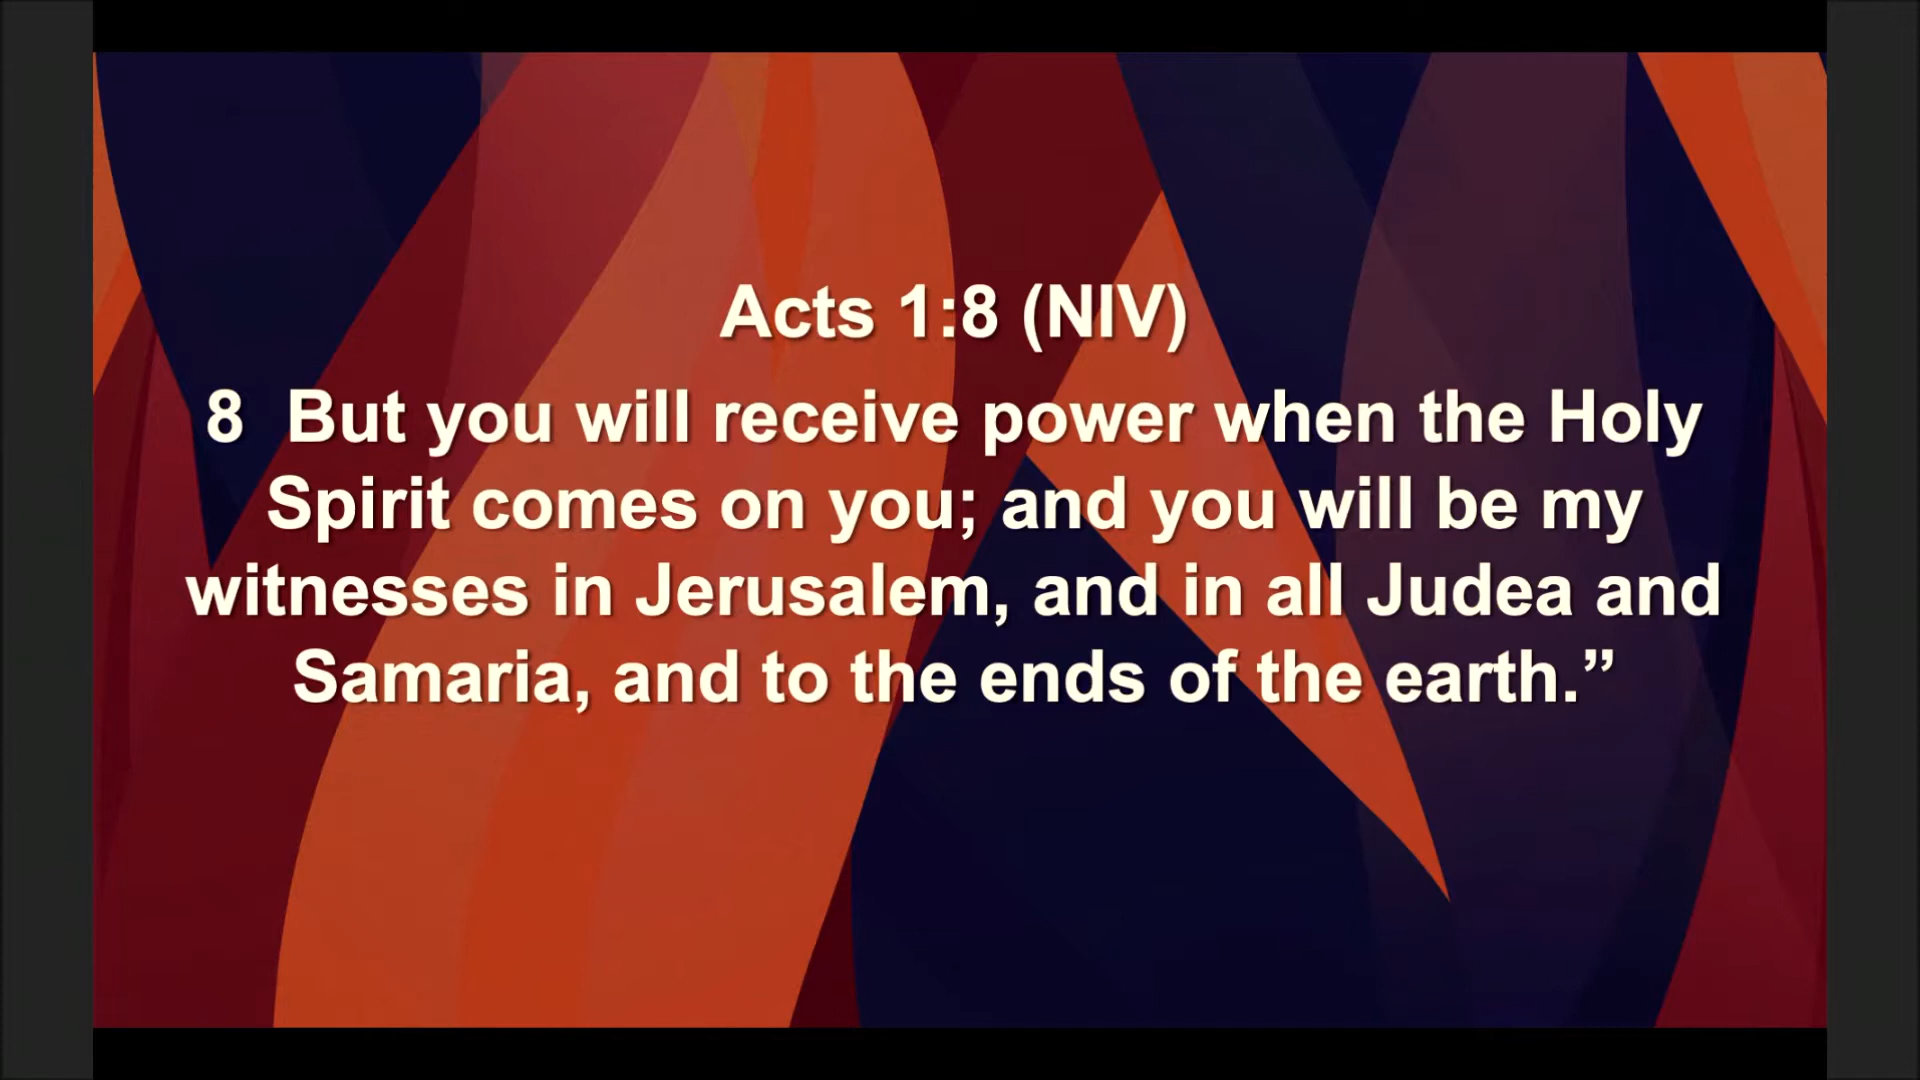 Acts 1:8 (NIV)
8 But you will receive power when the Holy
Spirit comes on you; and you will be my
witnesses in Jerusalem, and in all Judea and
Samaria, and to the ends of the earth.”